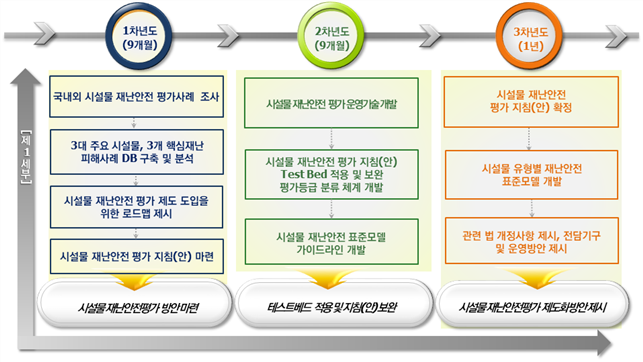 1차년도
(9개월)
2차년도
(9개월)
3차년도
(1년)
[제1세부]
국내외 시설물 재난안전 평가사례 조사
3대 주요 시설물, 3개 핵심재난
피해사례 DB 구축 및 분석
시설물 재난안전 평가 제도 도입을
위한 로드맵 제시
시설물 재난안전 평가 지침(안) 마련
시설물 재난안전평가 방안 마련
시설물 재난안전 평가 운영기술 개발
시설물 재난안전 평가 지침(안)
Test Bed 적용 및 보완
평가등급 분류 체계 개발
시설물 재난안전 표준모델
가이드라인 개발
테스트베드 적용 및 지침(안) 보완
시설물 재난안전
평가 지침(안) 확정
시설물 유형별 재난안전
표준모델 개발
관련 법 개정사항 제시, 전담기구
및 운영방안 제시
시설물 재난안전평가 제도화방안 제시